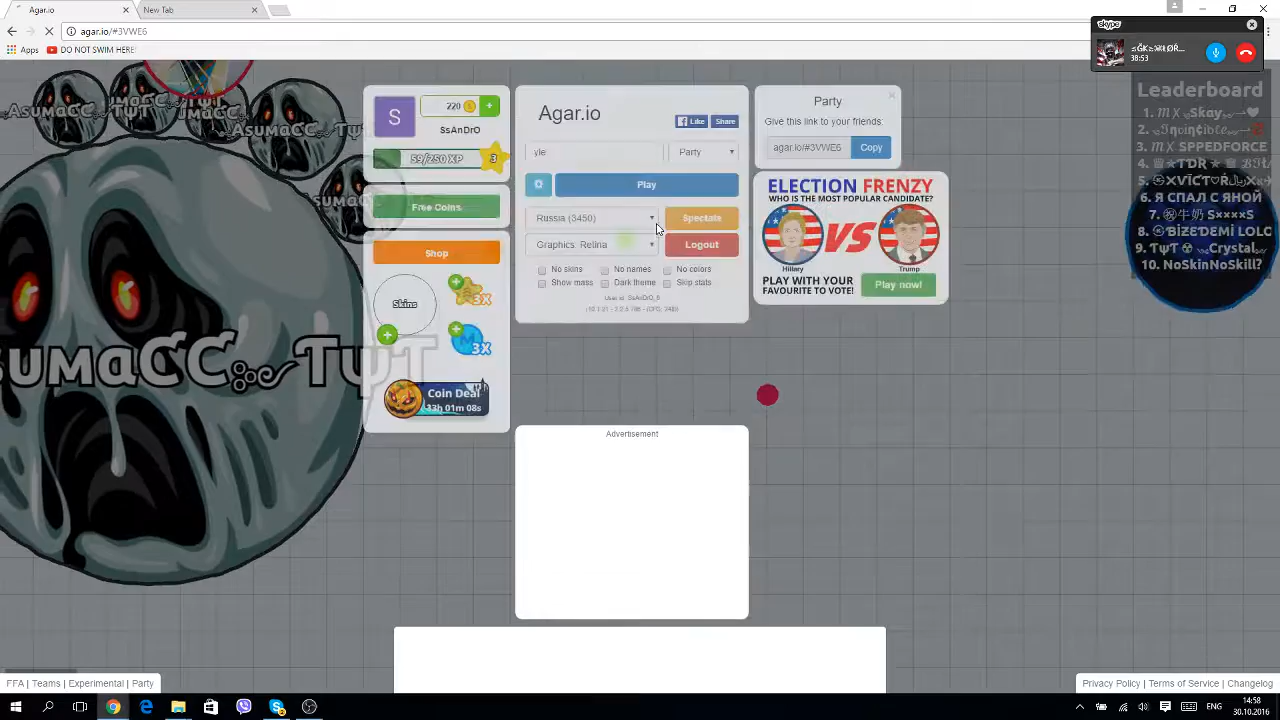 Agar.io
New Tab
agar.io/#3VWE6
Apps
DO NOT SWIM HERE!
skype
38:53
S
220
SsAnDrO
59/250 XP
3
Free Coins
Shop
Skins
3X
3X
Coin Deal
33h 01m 08s
Agar.io
Like
Share
yle
Party
Play
Russia (3450)
Spectate
Graphics: Retina
Logout
No skins
No names
No colors
Show mass
Dark theme
Skip stats
Advertisement
Party
Give this link to your friends:
agar.io/#3VWE6
Copy
ELECTION FRENZY
WHO IS THE MOST POPULAR CANDIDATE?
VS
Hillary
Trump
PLAY WITH YOUR
FAVOURITE TO VOTE!
Play now!
Leaderboard
3. M X SPPEDFORCE
6. Я СПАЛ С ЯНОЙ
10. NoSkinNoSkill?
FFA | Teams | Experimental | Party
Privacy Policy | Terms of Service | Changelog
ENG
14:58
30.10.2016